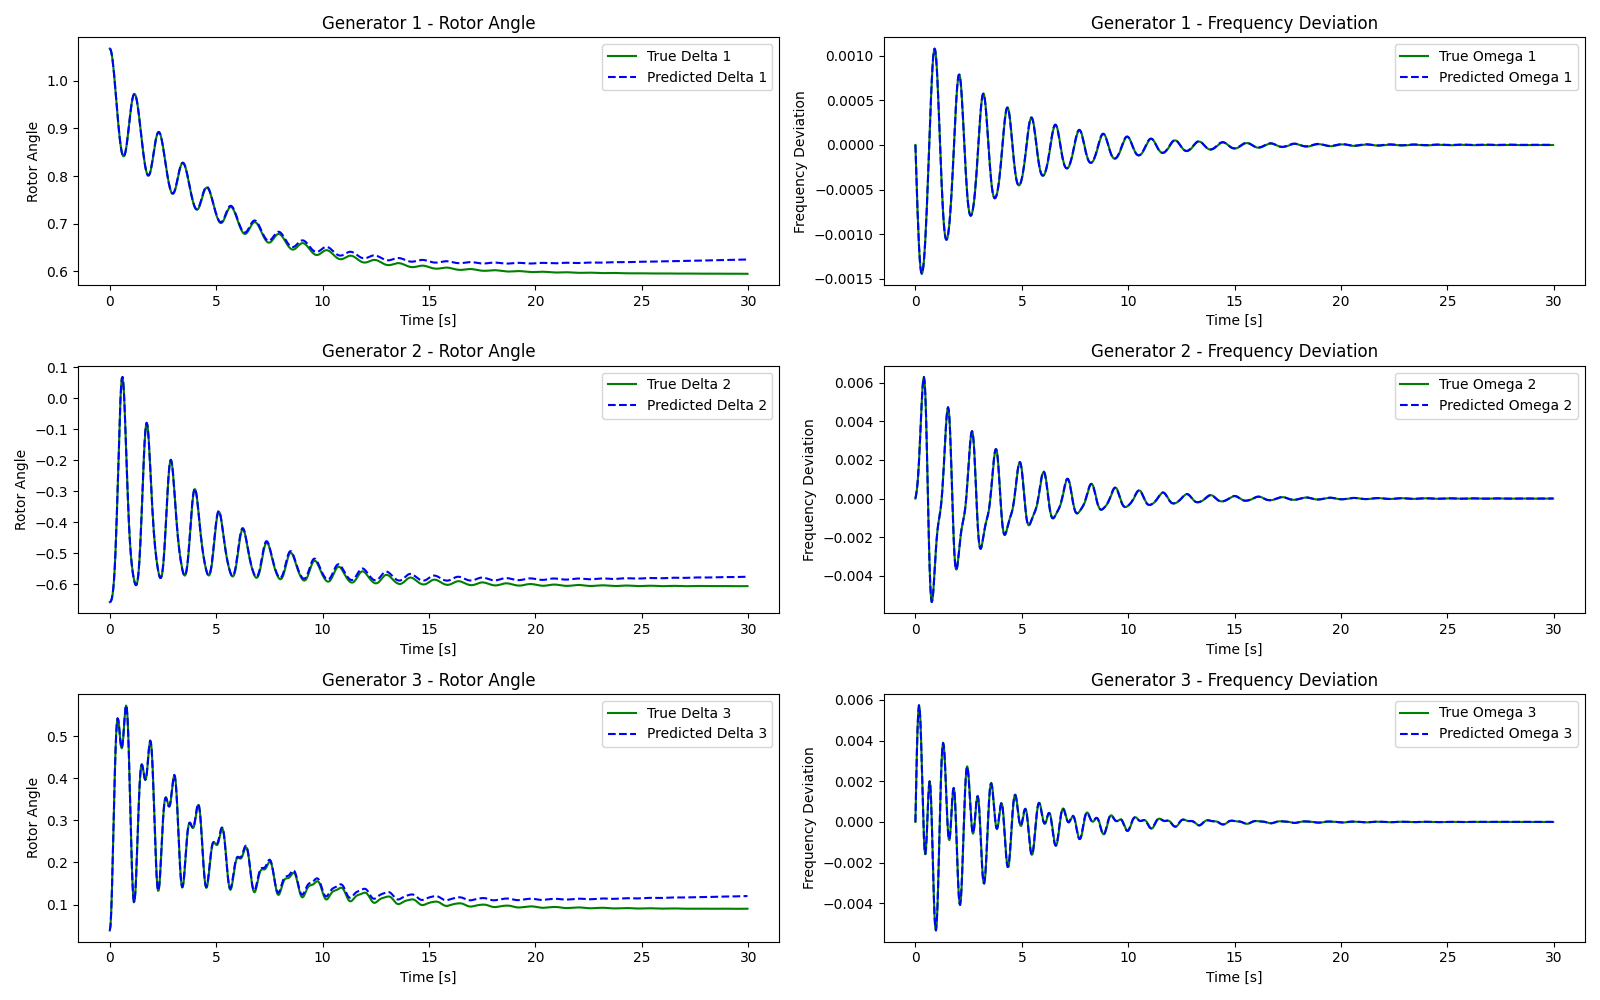 Generator 1 - Rotor Angle
Rotor Angle
1.0
0.9
0.8
0.7
0.6
True Delta 1
Predicted Delta 1
0 5 10 15 20 25 30
Time [s]
Generator 1 - Frequency Deviation
Frequency Deviation
0.0010
0.0005
0.0000
−0.0005
−0.0010
−0.0015
True Omega 1
Predicted Omega 1
0 5 10 15 20 25 30
Time [s]
Generator 2 - Rotor Angle
Rotor Angle
0.1
0.0
−0.1
−0.2
−0.3
−0.4
−0.5
−0.6
True Delta 2
Predicted Delta 2
0 5 10 15 20 25 30
Time [s]
Generator 2 - Frequency Deviation
Frequency Deviation
0.006
0.004
0.002
0.000
−0.002
−0.004
True Omega 2
Predicted Omega 2
0 5 10 15 20 25 30
Time [s]
Generator 3 - Rotor Angle
Rotor Angle
0.5
0.4
0.3
0.2
0.1
True Delta 3
Predicted Delta 3
0 5 10 15 20 25 30
Time [s]
Generator 3 - Frequency Deviation
Frequency Deviation
0.006
0.004
0.002
0.000
−0.002
−0.004
True Omega 3
Predicted Omega 3
0 5 10 15 20 25 30
Time [s]